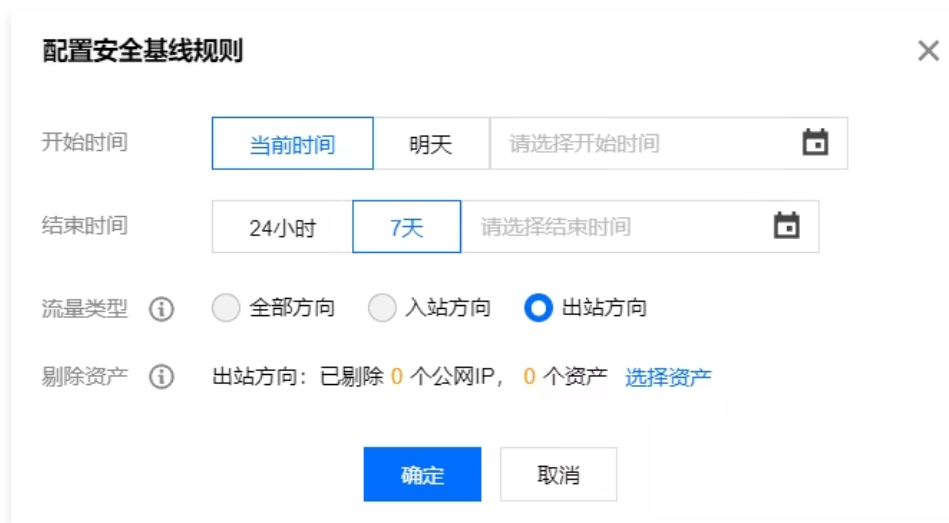 配置安全基线规则
开始时间 当前时间 明天 请选择开始时间
结束时间 24小时 7天 请选择结束时间
流量类型 全部方向 入站方向 出站方向
剔除资产 出站方向：已剔除 0 个公网IP， 0 个资产 选择资产
确定 取消